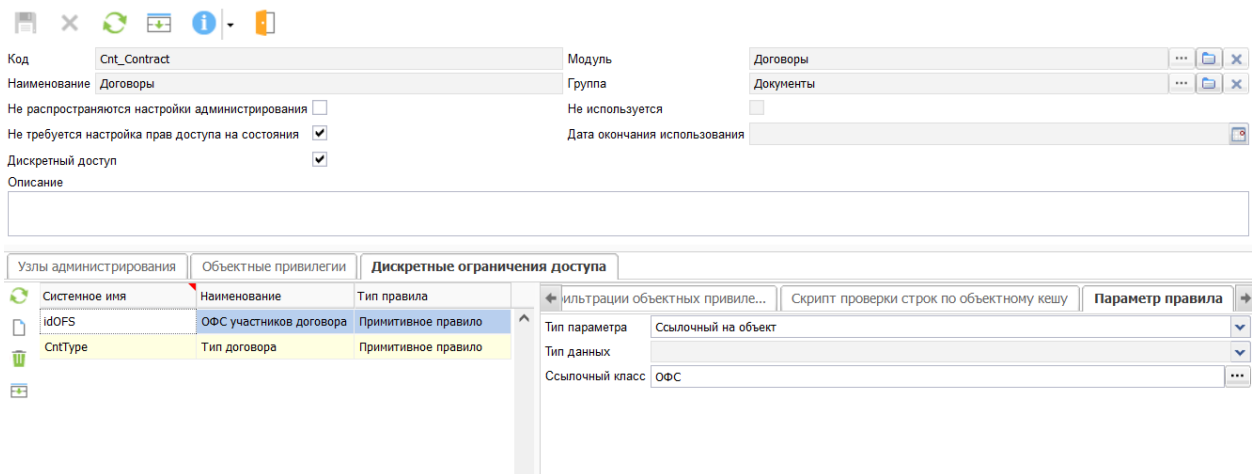 Код Cnt_Contract Модуль Договоры
Наименование Договоры Группа Документы
Не распространяются настройки администрирования Не используется
Не требуется настройка прав доступа на состояния Дата окончания использования
Дискретный доступ
Описание
Узлы администрирования Объектные привилегии Дискретные ограничения доступа
Системное имя Наименование Тип правила
idOFS ОФС участников договора Примитивное правило
CntType Тип договора Примитивное правило
ильтрации объектных привиле... Скрипт проверки строк по объектному кешу Параметр правила
Тип параметра Ссылочный на объект
Тип данных
Ссылочный класс ОФС